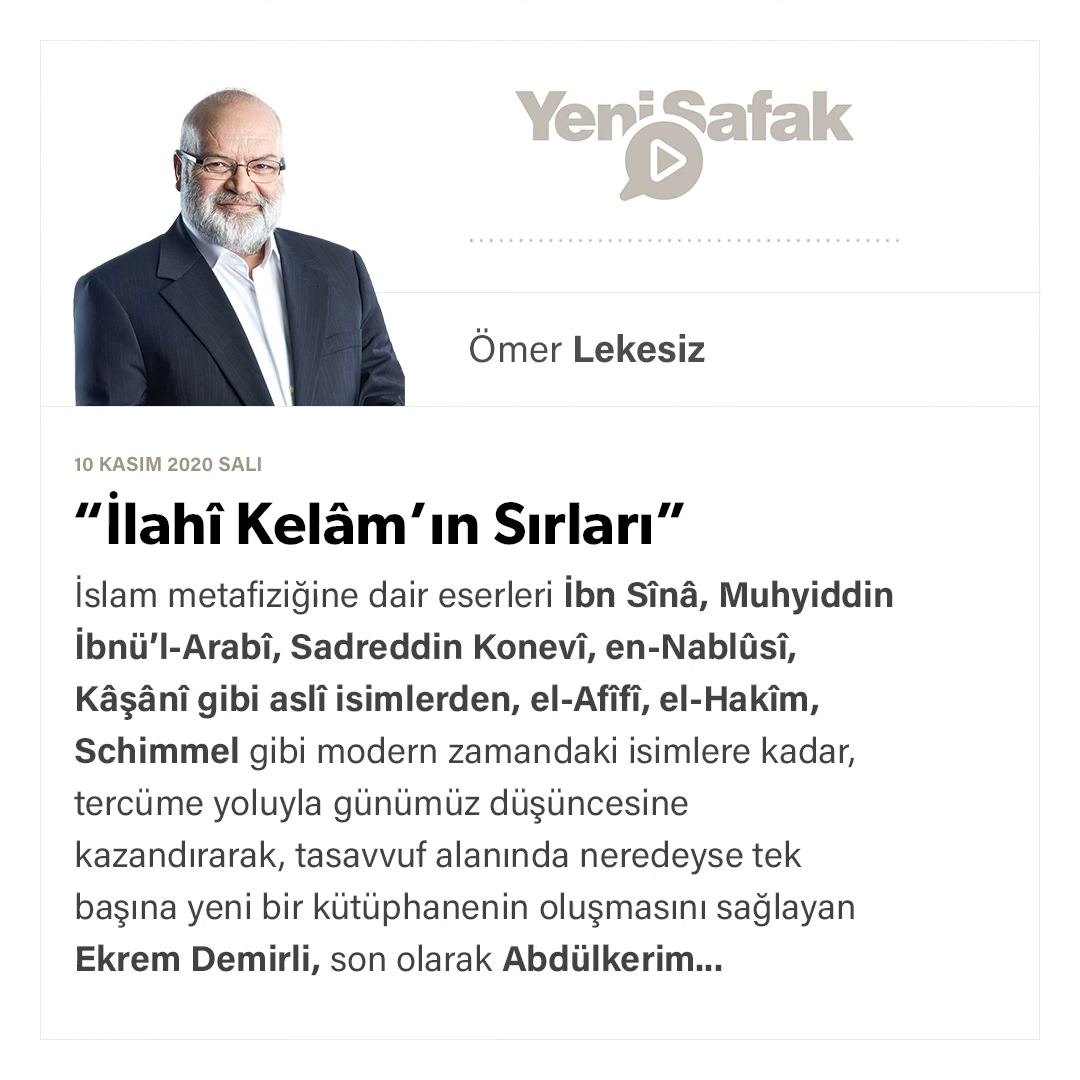 YeniSafak
Ömer Lekesiz
10 KASIM 2020 SALI
“İlahî Kelâm’ın Sırları”
İslam metafiziğine dair eserleri İbn Sînâ, Muhyiddin
İbnü’l-Arabî, Sadreddin Konevî, en-Nablûsî,
Kâşânî gibi aslî isimlerden, el-Afîfî, el-Hakîm,
Schimmel gibi modern zamandaki isimlere kadar,
tercüme yoluyla günümüz düşüncesine
kazandırarak, tasavvuf alanında neredeyse tek
başına yeni bir kütüphanenin oluşmasını sağlayan
Ekrem Demirli, son olarak Abdülkerim...